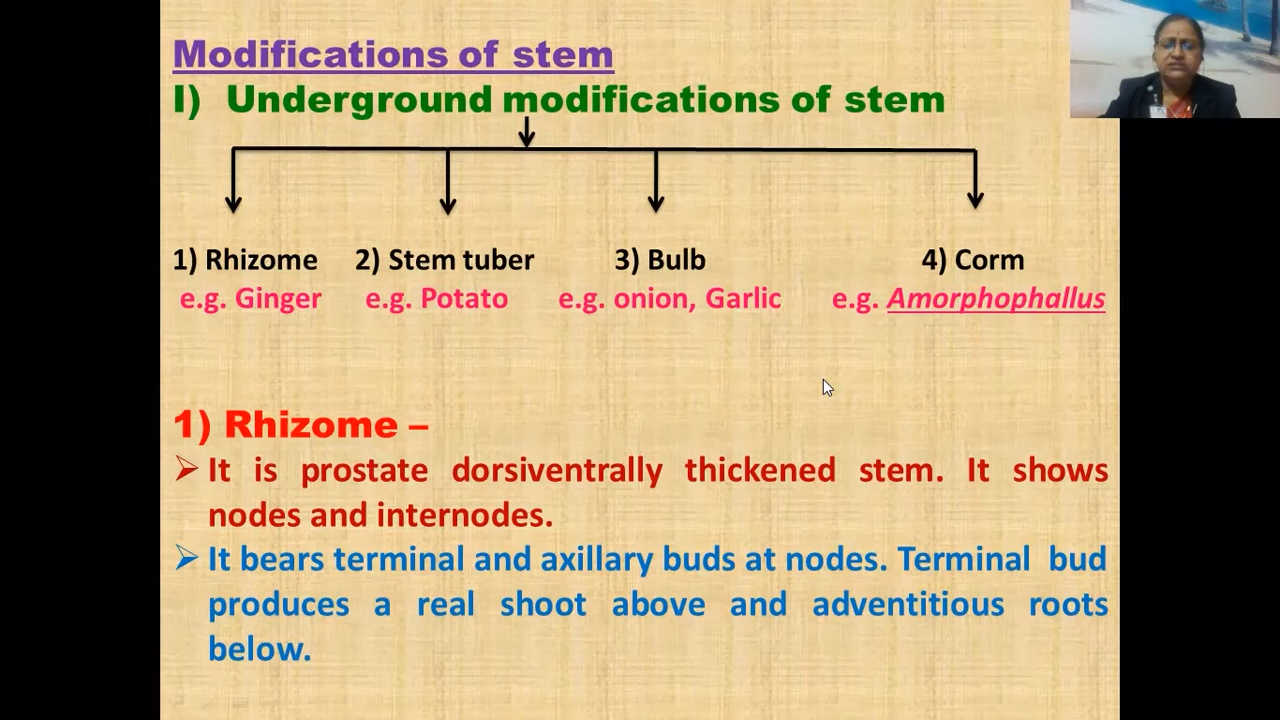 Modifications of stem
I) Underground modifications of stem
1) Rhizome 2) Stem tuber 3) Bulb 4) Corm
e.g. Ginger e.g. Potato e.g. onion, Garlic e.g. Amorphophallus
1) Rhizome –
It is prostate dorsiventrally thickened stem. It shows
nodes and internodes.
It bears terminal and axillary buds at nodes. Terminal bud
produces a real shoot above and adventitious roots
below.